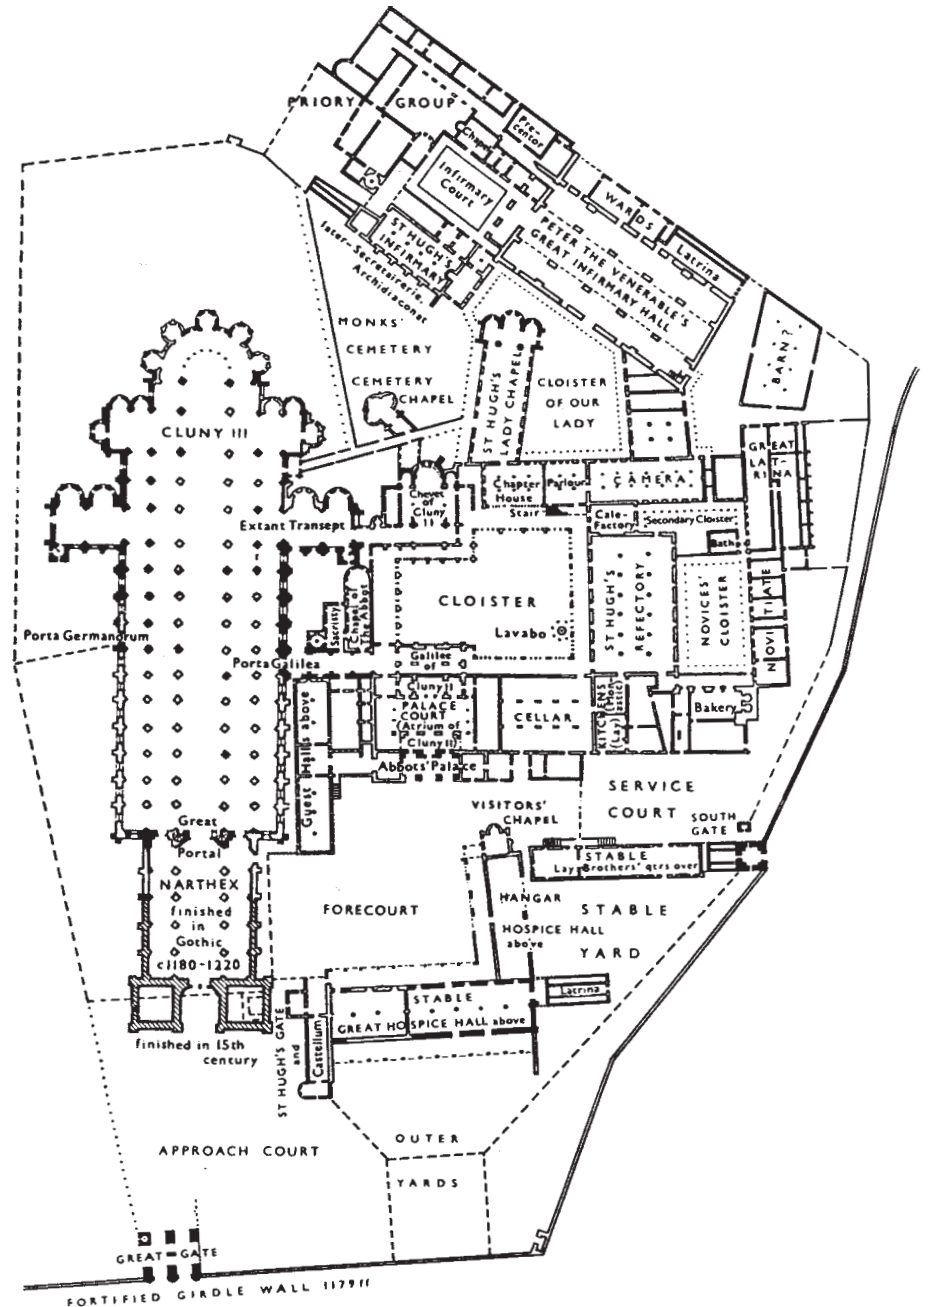 PRIORY GROUP
Pre-
centor
Chapel
Infirmary
Court
WARDS
Latrina
PETER THE VENERABLE'S
GREAT INFIRMARY HALL
ST HUGH'S
INFIRMARY
later-Secretairerie
Archidiaconer
BARN?
MONKS'
CEMETERY
CEMETERY
CHAPEL
ST HUGH'S
LADY CHAPEL
CLOISTER
OF OUR
LADY
CLUNY III
GREAT
LAT-
RINA
Chapter
House
Parlour
CAMERA
Stair
Chevet
of
Cluny
II
Cale-
Factory
Secondary Cloister
Bath
Extant Transept
CLOISTER
Lavabo
ST HUGH'S
REFECTORY
NOVICES'
CLOISTER
NOVITIATE
Chapel of
The Abbot
Sacristy
Porta Germanorum
Porta Galilea
Galilee
of
Cluny II
PALACE
COURT
(Atrium of
Cluny II)
CELLAR
KITCHENS
(Lay)
(Mon-
astic)
Bakery
Guest Halls above
Abbots' Palace
SERVICE
COURT
SOUTH
GATE
VISITORS'
CHAPEL
Great
Portal
STABLE
Lay Brothers' qtrs over
NARTHEX
finished
in
Gothic
c1180-1220
FORECOURT
HANGAR
HOSPICE HALL
above
STABLE
YARD
Latrina
STABLE
GREAT HOSPICE HALL above
finished in 15th
century
ST HUGH'S GATE
and
Castellum
APPROACH COURT
OUTER
YARDS
GREAT GATE
FORTIFIED GIRDLE WALL 1179ff